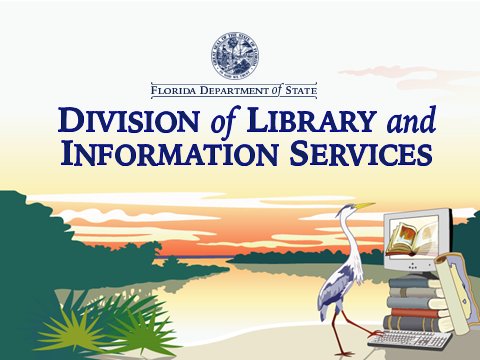 FLORIDA DEPARTMENT of STATE
DIVISION of LIBRARY and
INFORMATION SERVICES